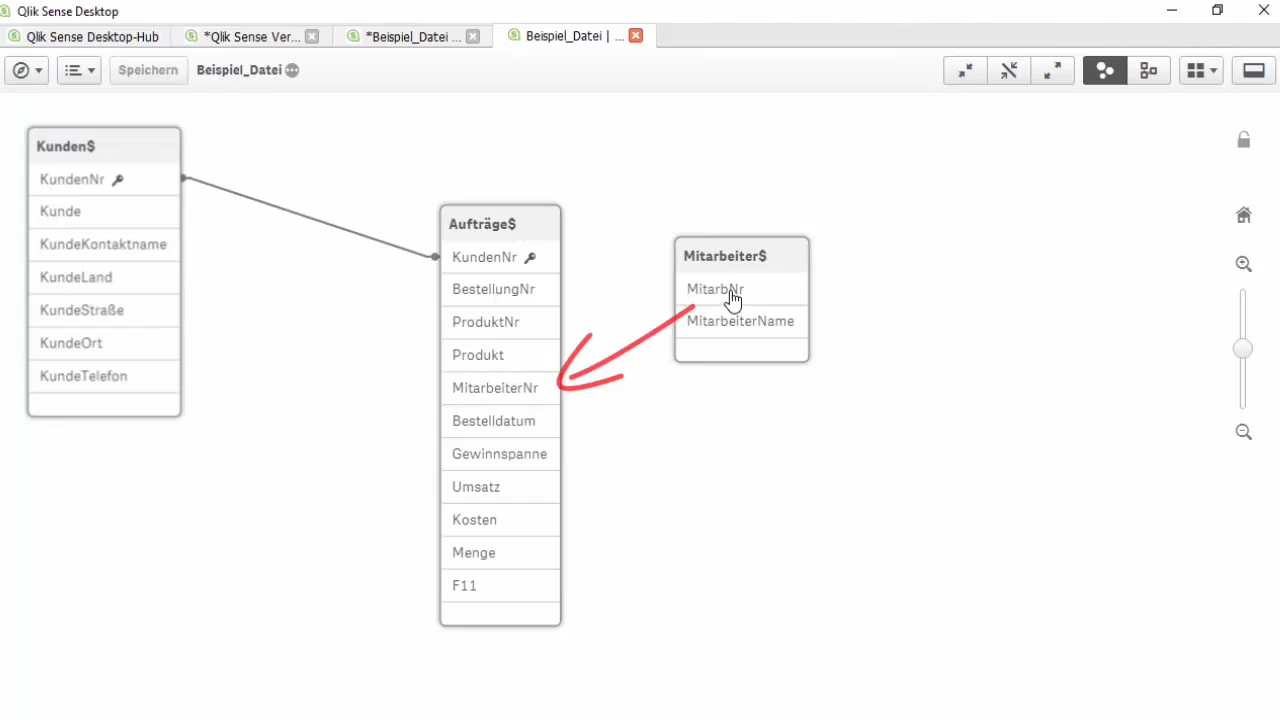 Qlik Sense Desktop
Qlik Sense Desktop-Hub
*Qlik Sense Ver...
*Beispiel_Datei ...
Beispiel_Datei | ...
Speichern
Beispiel_Datei
Kunden$
KundenNr
Kunde
KundeKontaktname
KundeLand
KundeStraße
KundeOrt
KundeTelefon
Aufträge$
KundenNr
BestellungNr
ProduktNr
Produkt
MitarbeiterNr
Bestelldatum
Gewinnspanne
Umsatz
Kosten
Menge
F11
Mitarbeiter$
MitarbNr
MitarbeiterName